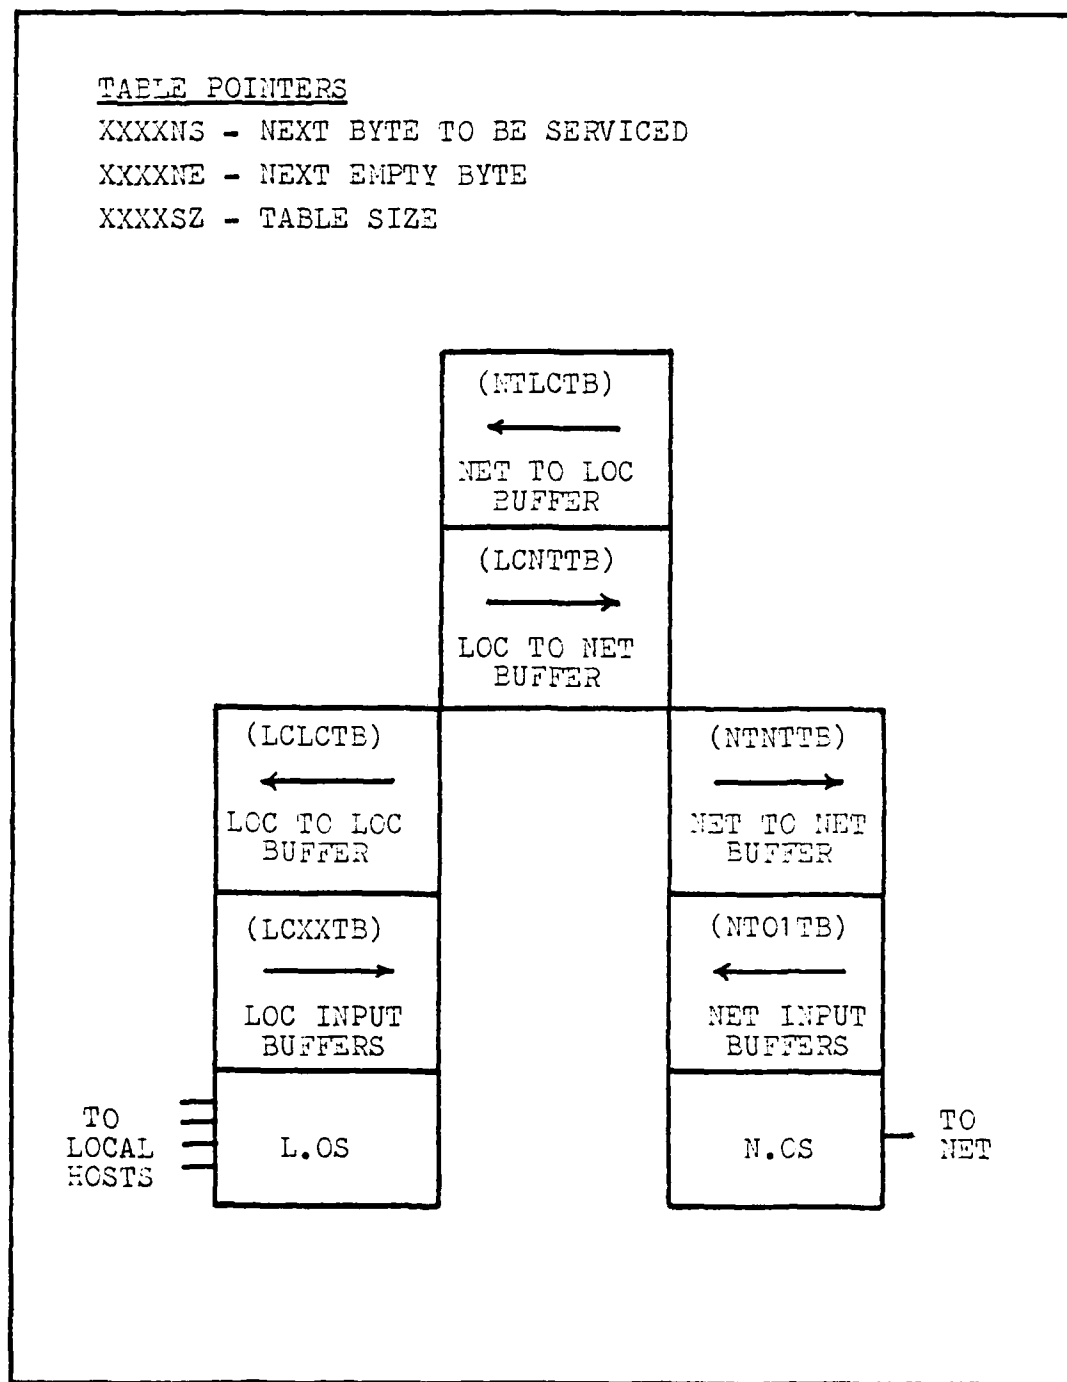 TABLE POINTERS
XXXXNS - NEXT BYTE TO BE SERVICED
XXXXNE - NEXT EMPTY BYTE
XXXXSZ - TABLE SIZE
(NTLCTB)
NET TO LOC
BUFFER
(LCNTTB)
LOC TO NET
BUFFER
(LCLCTB)
LOC TO LOC
BUFFER
(NTNTTB)
NET TO NET
BUFFER
(LCXXTB)
LOC INPUT
BUFFERS
(NT01TB)
NET INPUT
BUFFERS
TO
LOCAL
HOSTS
L.OS
N.OS
TO
NET